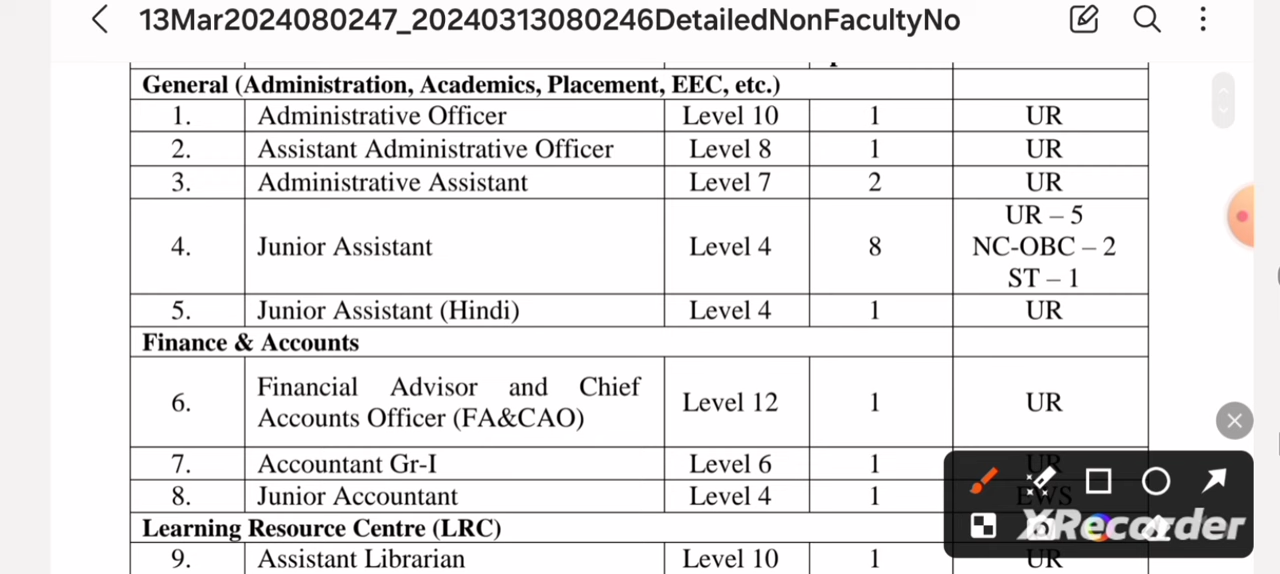 13Mar2024080247_20240313080246DetailedNonFacultyNo
General (Administration, Academics, Placement, EEC, etc.)
1. Administrative Officer Level 10 1 UR
2. Assistant Administrative Officer Level 8 1 UR
3. Administrative Assistant Level 7 2 UR
4. Junior Assistant Level 4 8 UR – 5
NC-OBC – 2
ST – 1
5. Junior Assistant (Hindi) Level 4 1 UR
Finance & Accounts
6. Financial Advisor and Chief
Accounts Officer (FA&CAO) Level 12 1 UR
7. Accountant Gr-I Level 6 1 UR
8. Junior Accountant Level 4 1 EWS
Learning Resource Centre (LRC)
9. Assistant Librarian Level 10 1 UR
XRecorder